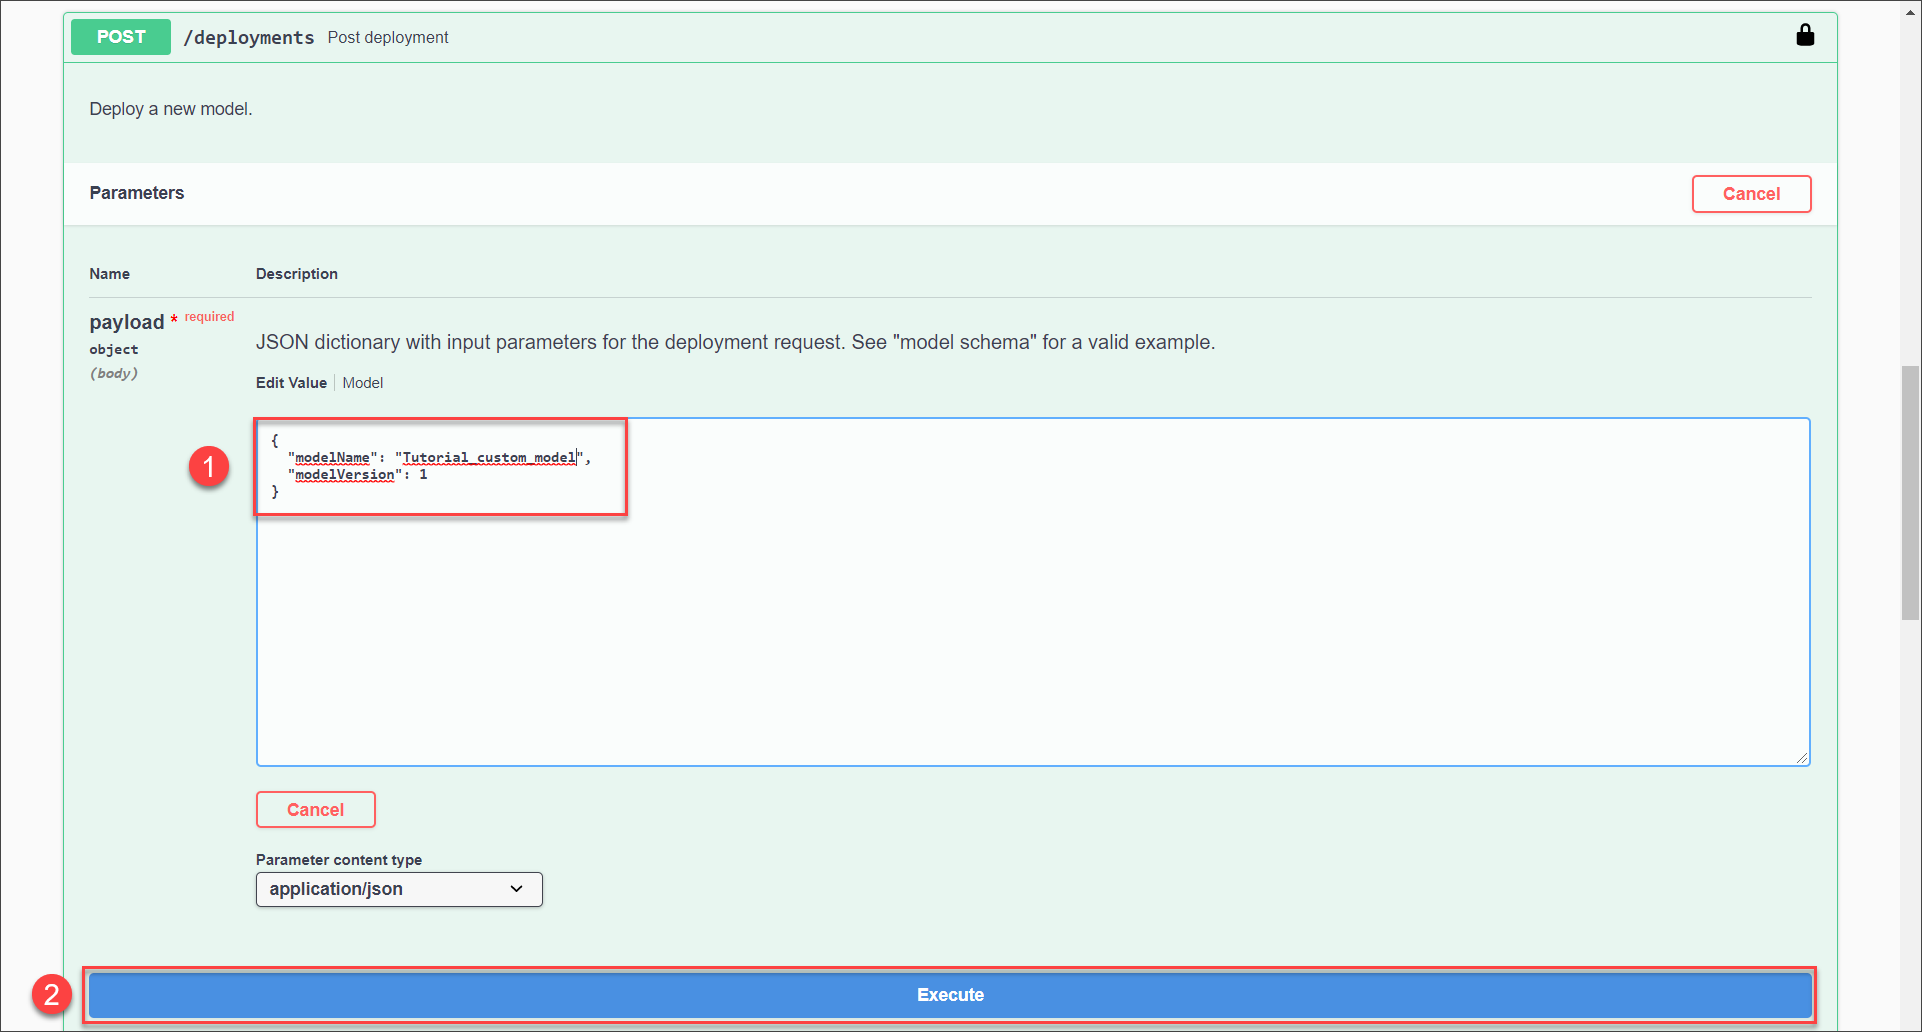 POST /deployments Post deployment
Deploy a new model.
Parameters Cancel
Name Description
payload * required
object
(body)
JSON dictionary with input parameters for the deployment request. See "model schema" for a valid example.
Edit Value Model
1
{
"modelName": "Tutorial_custom_model",
"modelVersion": 1
}
Cancel
Parameter content type
application/json
2 Execute